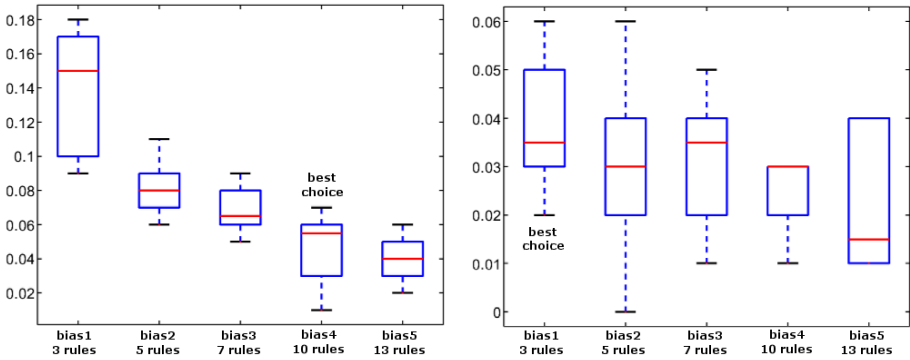 0.18
0.16
0.14
0.12
0.1
0.08
0.06
0.04
0.02
best
choice
bias1 bias2 bias3 bias4 bias5
3 rules 5 rules 7 rules 10 rules 13 rules
0.06
0.05
0.04
0.03
0.02
0.01
0
best
choice
bias1 bias2 bias3 bias4 bias5
3 rules 5 rules 7 rules 10 rules 13 rules